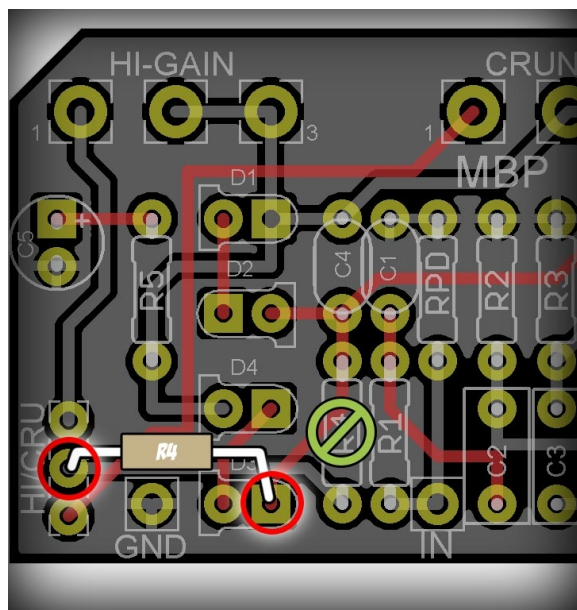 HI-GAIN
CRUN
1
3
1
MBP
D1
C5
+
D2
R5
C4
C1
RPD
R2
R3
D4
R4
R4
R1
C2
C3
HI/CRU
D3
GND
IN